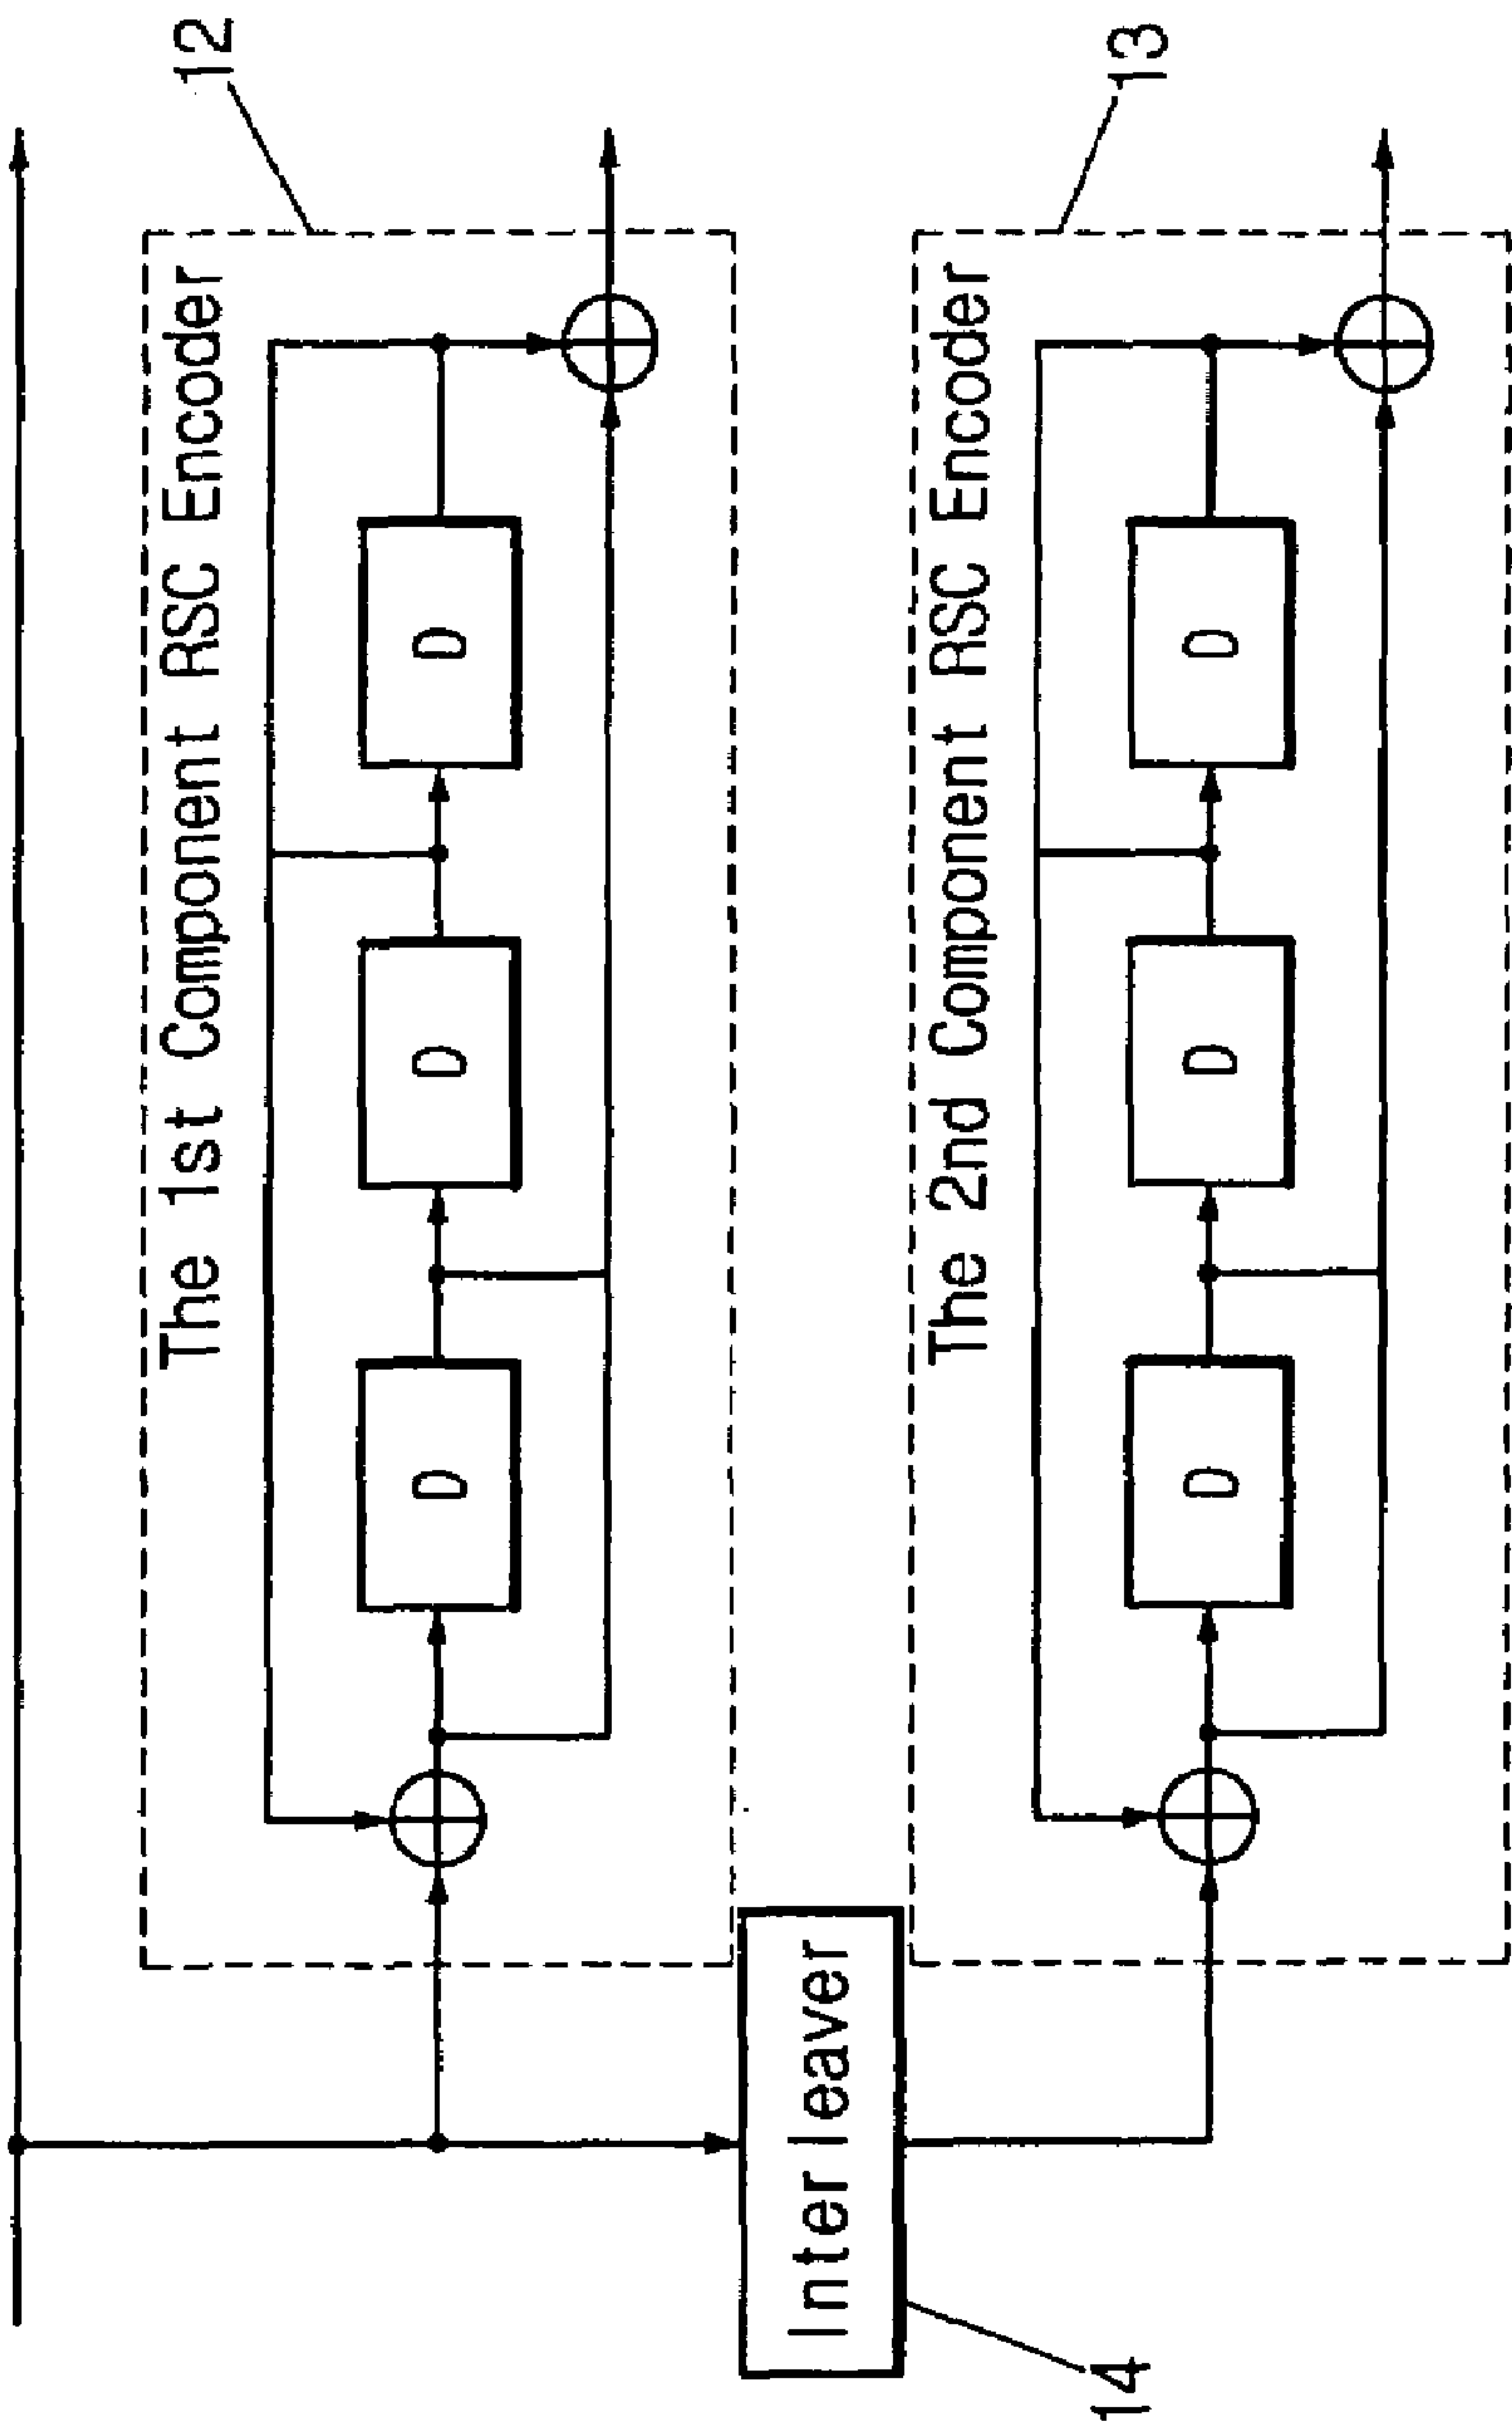 12
The 1st Component RSC Encoder
D
D
D
Inter leaver
14
13
The 2nd Component RSC Encoder
D
D
D